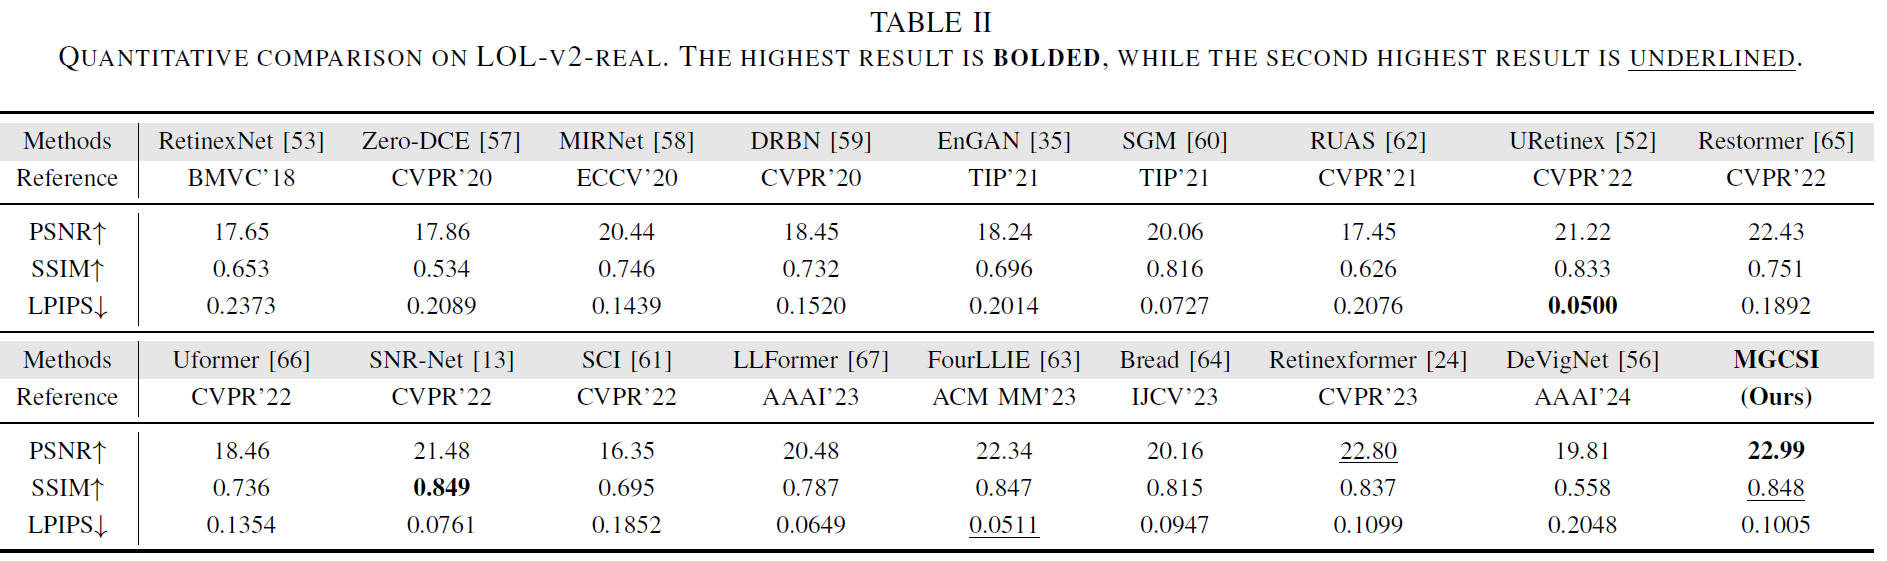 TABLE II
QUANTITATIVE COMPARISON ON LOL-V2-REAL. THE HIGHEST RESULT IS BOLDED, WHILE THE SECOND HIGHEST RESULT IS UNDERLINED.
Methods RetinexNet [53] Zero-DCE [57] MIRNet [58] DRBN [59] EnGAN [35] SGM [60] RUAS [62] URetinex [52] Restormer [65]
Reference BMVC'18 CVPR'20 ECCV'20 CVPR'20 TIP'21 TIP'21 CVPR'21 CVPR'22 CVPR'22
PSNR↑ 17.65 17.86 20.44 18.45 18.24 20.06 17.45 21.22 22.43
SSIM↑ 0.653 0.534 0.746 0.732 0.696 0.816 0.626 0.833 0.751
LPIPS↓ 0.2373 0.2089 0.1439 0.1520 0.2014 0.0727 0.2076 0.0500 0.1892
Methods Uformer [66] SNR-Net [13] SCI [61] LLFormer [67] FourLLIE [63] Bread [64] Retinexformer [24] DeVigNet [56] MGCSI
Reference CVPR'22 CVPR'22 CVPR'22 AAAI'23 ACM MM'23 IJCV'23 CVPR'23 AAAI'24 (Ours)
PSNR↑ 18.46 21.48 16.35 20.48 22.34 20.16 22.80 19.81 22.99
SSIM↑ 0.736 0.849 0.695 0.787 0.847 0.815 0.837 0.558 0.848
LPIPS↓ 0.1354 0.0761 0.1852 0.0649 0.0511 0.0947 0.1099 0.2048 0.1005